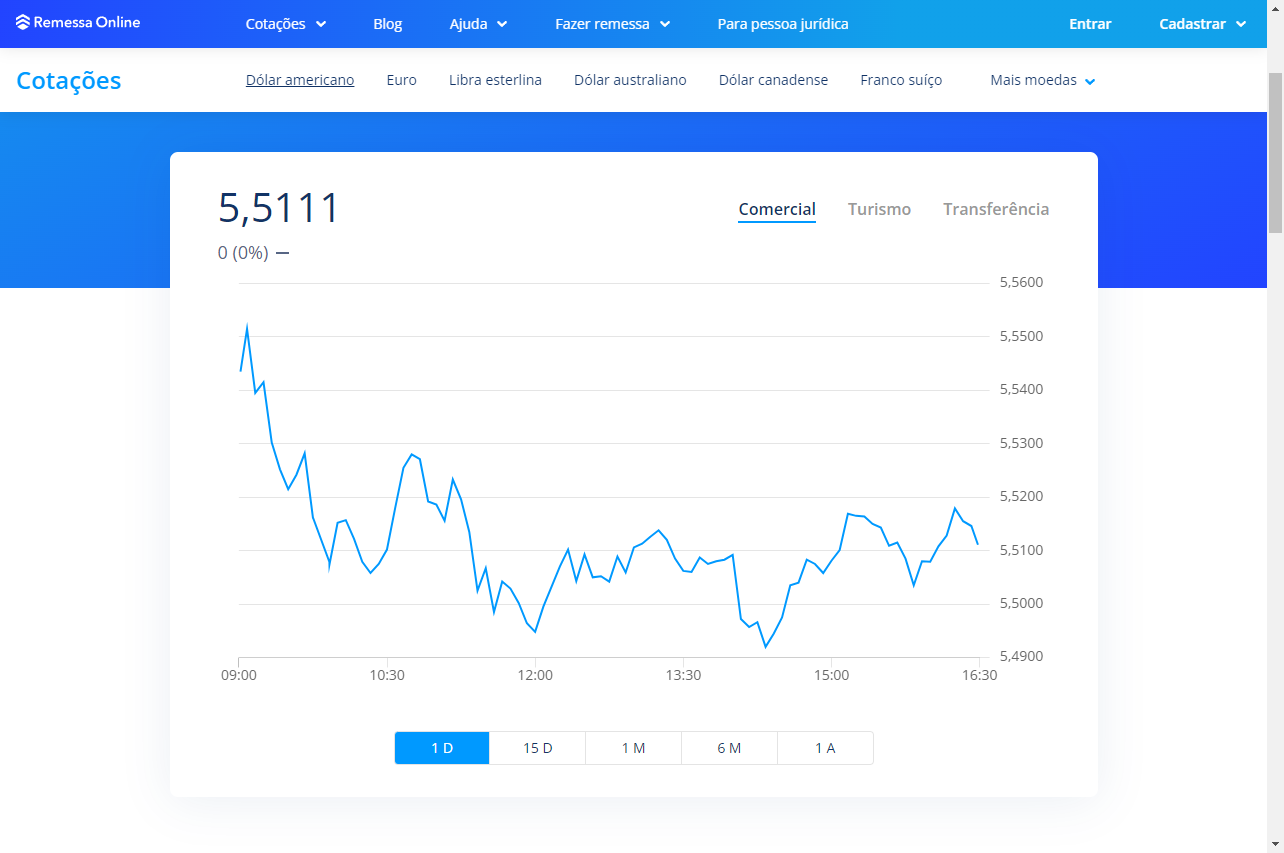 Remessa Online
Cotações
Blog
Ajuda
Fazer remessa
Para pessoa jurídica
Entrar
Cadastrar
Cotações
Dólar americano
Euro
Libra esterlina
Dólar australiano
Dólar canadense
Franco suíço
Mais moedas
5,5111
Comercial
Turismo
Transferência
0 (0%) —
5,5600
5,5500
5,5400
5,5300
5,5200
5,5100
5,5000
5,4900
09:00
10:30
12:00
13:30
15:00
16:30
1 D
15 D
1 M
6 M
1 A